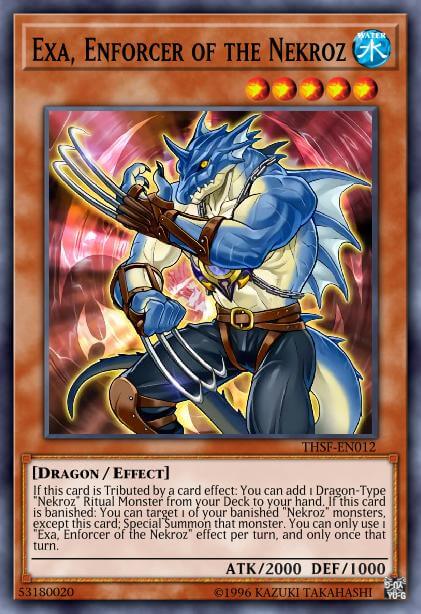 Exa, Enforcer of the Nekroz
WATER
水
THSF-EN012
[Dragon / Effect]
If this card is Tributed by a card effect: You can add 1 Dragon-Type
"Nekroz" Ritual Monster from your Deck to your hand. If this card
is banished: You can target 1 of your banished "Nekroz" monsters,
except this card; Special Summon that monster. You can only use 1
"Exa, Enforcer of the Nekroz" effect per turn, and only once that
turn.
ATK/2000 DEF/1000
53180020
©1996 KAZUKI TAKAHASHI